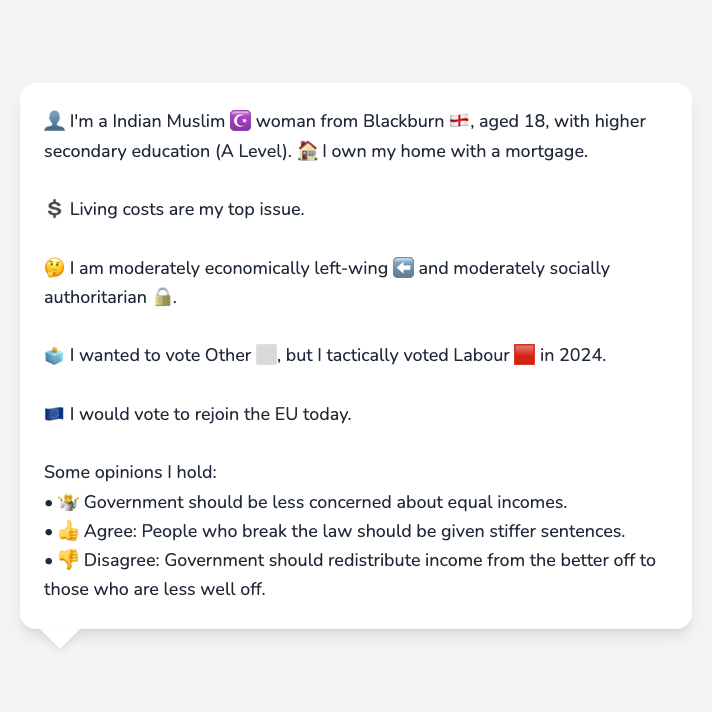 👤 I'm a Indian Muslim ☪️ woman from Blackburn 🏴󠁧󠁢󠁥󠁮󠁧󠁿, aged 18, with higher
secondary education (A Level). 🏠 I own my home with a mortgage.
💲 Living costs are my top issue.
🤔 I am moderately economically left-wing ⬅️ and moderately socially
authoritarian 🔒.
🗳️ I wanted to vote Other ⬜, but I tactically voted Labour 🟥 in 2024.
🇪🇺 I would vote to rejoin the EU today.
Some opinions I hold:
• 🤷 Government should be less concerned about equal incomes.
• 👍 Agree: People who break the law should be given stiffer sentences.
• 👎 Disagree: Government should redistribute income from the better off to
those who are less well off.